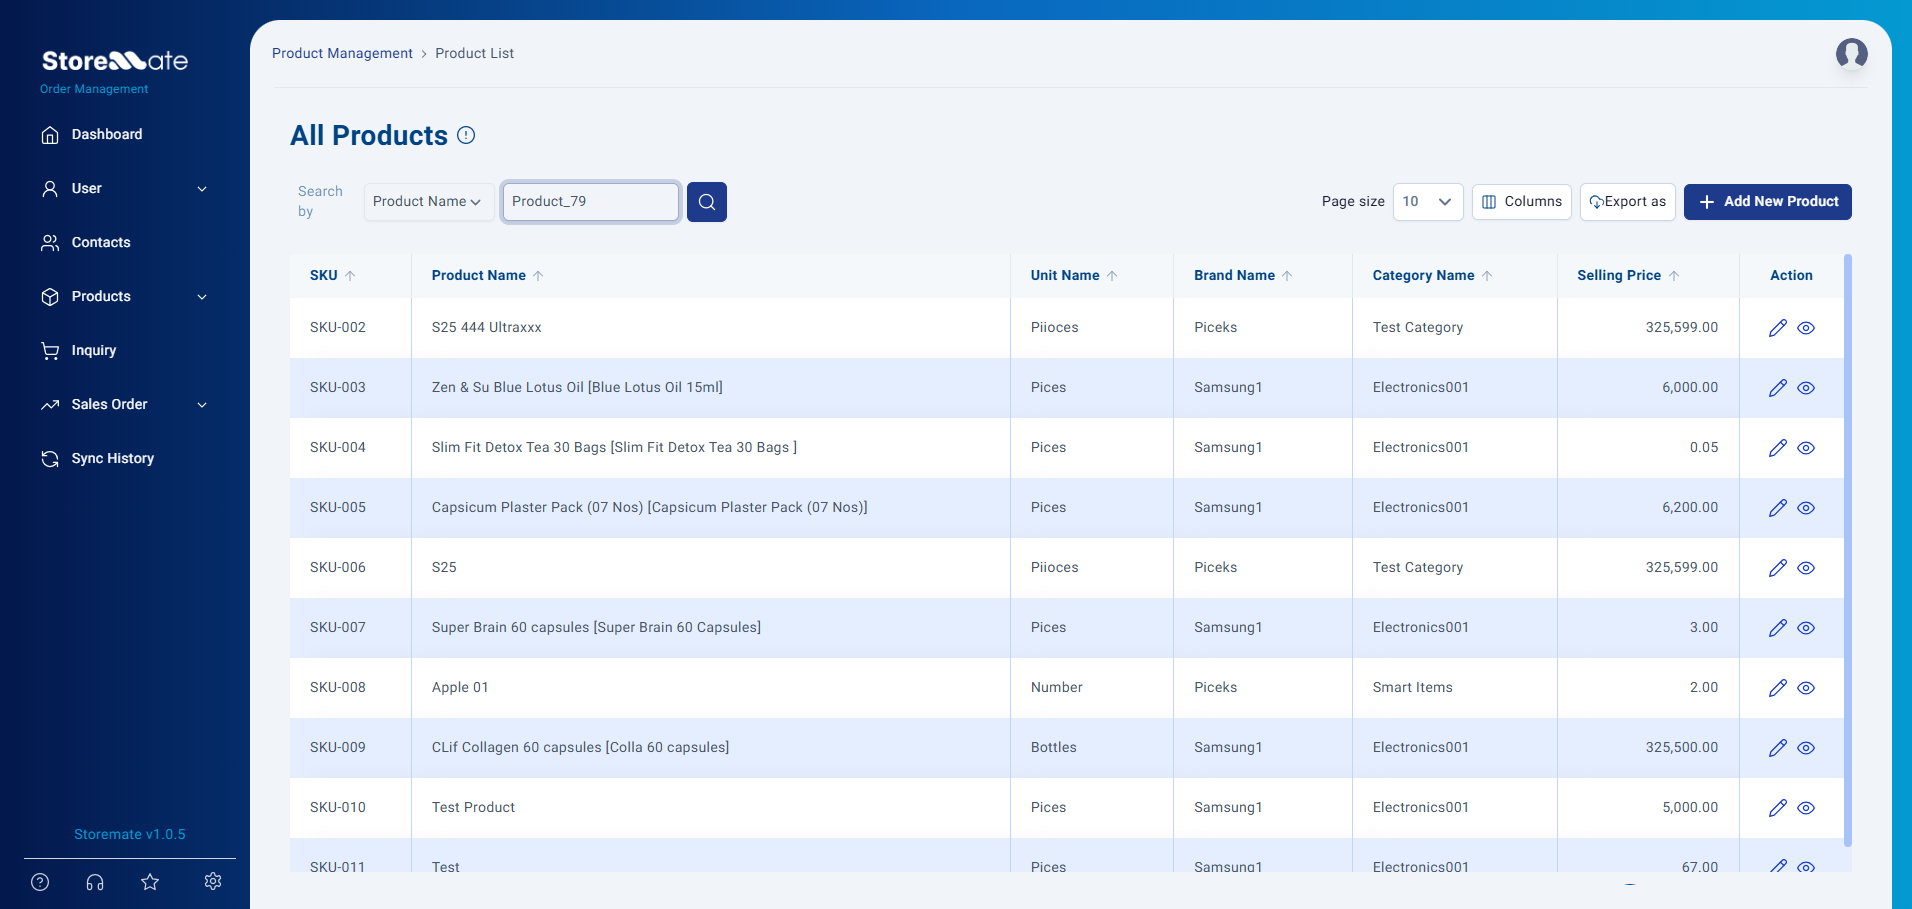 StoreMate
Order Management
Dashboard
User
Contacts
Products
Inquiry
Sales Order
Sync History
Storemate v1.0.5
Product Management > Product List
All Products
Search by
Product Name
Product_79
Page size 10
Columns
Export as
Add New Product
SKU Product Name Unit Name Brand Name Category Name Selling Price Action
SKU-002 S25 444 Ultraxxx Piioces Piceks Test Category 325,599.00
SKU-003 Zen & Su Blue Lotus Oil [Blue Lotus Oil 15ml] Pices Samsung1 Electronics001 6,000.00
SKU-004 Slim Fit Detox Tea 30 Bags [Slim Fit Detox Tea 30 Bags ] Pices Samsung1 Electronics001 0.05
SKU-005 Capsicum Plaster Pack (07 Nos) [Capsicum Plaster Pack (07 Nos)] Pices Samsung1 Electronics001 6,200.00
SKU-006 S25 Piioces Piceks Test Category 325,599.00
SKU-007 Super Brain 60 capsules [Super Brain 60 Capsules] Pices Samsung1 Electronics001 3.00
SKU-008 Apple 01 Number Piceks Smart Items 2.00
SKU-009 CLif Collagen 60 capsules [Colla 60 capsules] Bottles Samsung1 Electronics001 325,500.00
SKU-010 Test Product Pices Samsung1 Electronics001 5,000.00
SKU-011 Test Pices Samsung1 Electronics001 67.00